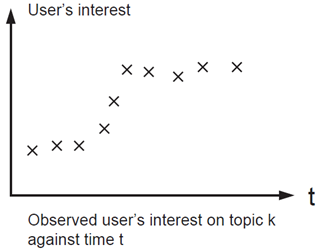 User's interest
t
Observed user's interest on topic k
against time t